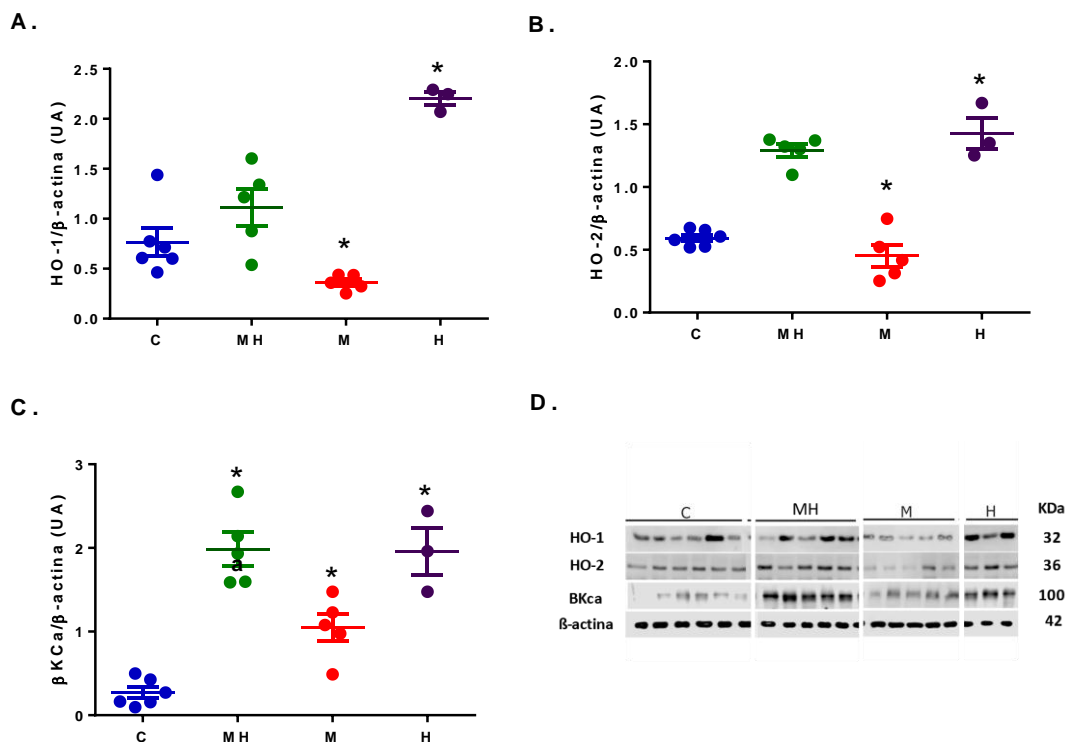 A.
HO-1/β-actina (UA)
2.5
2.0
1.5
1.0
0.5
0.0
*
*
C MH M H
B.
HO-2/β-actina (UA)
2.0
1.5
1.0
0.5
0.0
*
*
C MH M H
C.
βKCa/β-actina (UA)
3
2
1
0
*
*
*
a
C MH M H
D.
C MH M H KDa
HO-1 32
HO-2 36
BKca 100
ß-actina 42